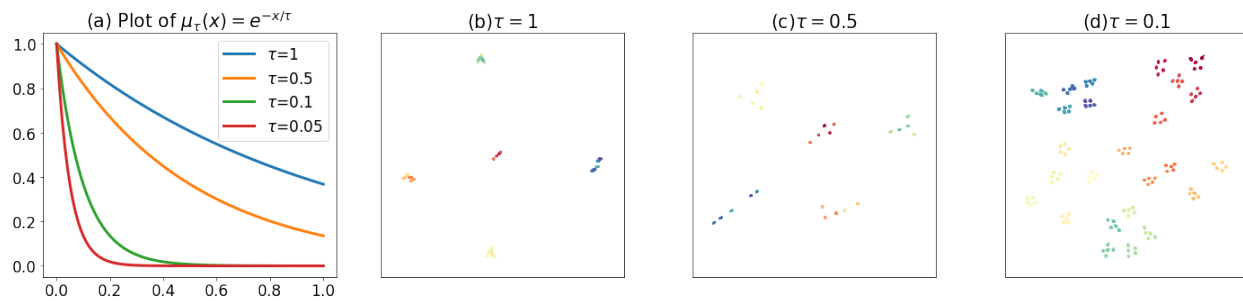 (a) Plot of μ_τ(x) = e^{-x/τ}
(b)τ = 1
(c)τ = 0.5
(d)τ = 0.1
1.0
0.8
0.6
0.4
0.2
0.0
τ=1
τ=0.5
τ=0.1
τ=0.05
0.0 0.2 0.4 0.6 0.8 1.0